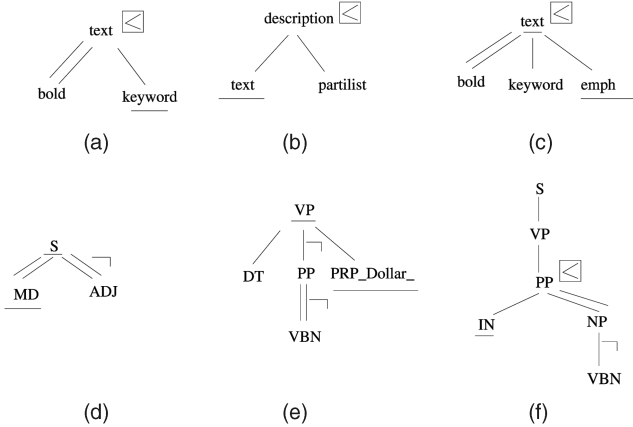 text <
bold
keyword
(a)
description <
text partilist
(b)
text <
bold keyword emph
(c)
S ¬
MD ADJ
(d)
VP
¬
DT PP PRP_Dollar_
¬
VBN
(e)
S
VP
PP <
IN NP
¬
VBN
(f)